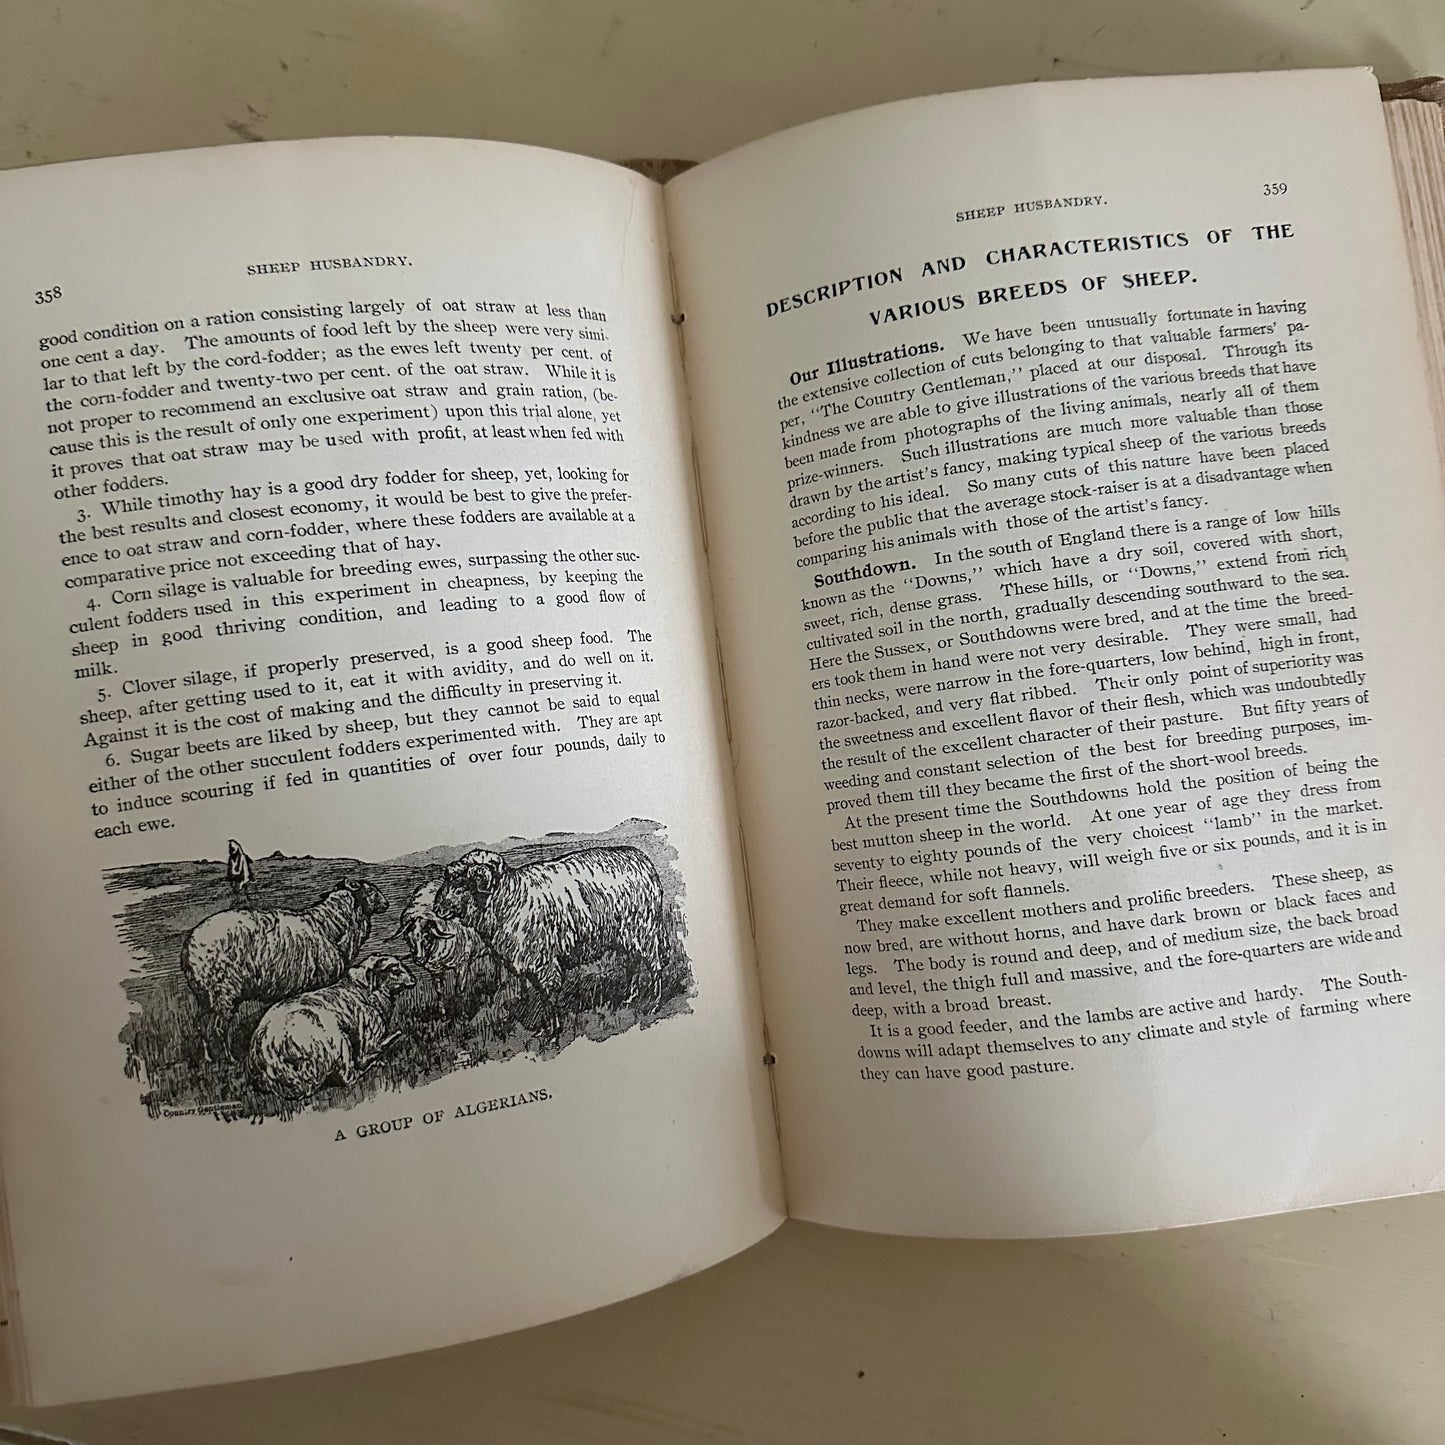 358
SHEEP HUSBANDRY.
good condition on a ration consisting largely of oat straw at less than
one cent a day. The amounts of food left by the sheep were very simi-
lar to that left by the cord-fodder; as the ewes left twenty per cent. of
the corn-fodder and twenty-two per cent. of the oat straw. While it is
not proper to recommend an exclusive oat straw and grain ration, (be-
cause this is the result of only one experiment) upon this trial alone, yet
it proves that oat straw may be used with profit, at least when fed with
other fodders.
3. While timothy hay is a good dry fodder for sheep, yet, looking for
the best results and closest economy, it would be best to give the prefer-
ence to oat straw and corn-fodder, where these fodders are available at a
comparative price not exceeding that of hay.
4. Corn silage is valuable for breeding ewes, surpassing the other suc-
culent fodders used in this experiment in cheapness, by keeping the
sheep in good thriving condition, and leading to a good flow of
milk.
5. Clover silage, if properly preserved, is a good sheep food. The
sheep, after getting used to it, eat it with avidity, and do well on it.
Against it is the cost of making and the difficulty in preserving it.
6. Sugar beets are liked by sheep, but they cannot be said to equal
either of the other succulent fodders experimented with. They are apt
to induce scouring if fed in quantities of over four pounds, daily to
each ewe.
Country Gentleman
A GROUP OF ALGERIANS.
SHEEP HUSBANDRY.
359
DESCRIPTION AND CHARACTERISTICS OF THE
VARIOUS BREEDS OF SHEEP.
Our Illustrations. We have been unusually fortunate in having
the extensive collection of cuts belonging to that valuable farmers' pa-
per, "The Country Gentleman," placed at our disposal. Through its
kindness we are able to give illustrations of the various breeds that have
been made from photographs of the living animals, nearly all of them
prize-winners. Such illustrations are much more valuable than those
drawn by the artist's fancy, making typical sheep of the various breeds
according to his ideal. So many cuts of this nature have been placed
before the public that the average stock-raiser is at a disadvantage when
comparing his animals with those of the artist's fancy.
Southdown. In the south of England there is a range of low hills
known as the "Downs," which have a dry soil, covered with short,
sweet, rich, dense grass. These hills, or "Downs," extend from rich
cultivated soil in the north, gradually descending southward to the sea.
Here the Sussex, or Southdowns were bred, and at the time the breed-
ers took them in hand were not very desirable. They were small, had
thin necks, were narrow in the fore-quarters, low behind, high in front,
razor-backed, and very flat ribbed. Their only point of superiority was
the sweetness and excellent flavor of their flesh, which was undoubtedly
the result of the excellent character of their pasture. But fifty years of
weeding and constant selection of the best for breeding purposes, im-
proved them till they became the first of the short-wool breeds.
At the present time the Southdowns hold the position of being the
best mutton sheep in the world. At one year of age they dress from
seventy to eighty pounds of the very choicest "lamb" in the market.
Their fleece, while not heavy, will weigh five or six pounds, and it is in
great demand for soft flannels.
They make excellent mothers and prolific breeders. These sheep, as
now bred, are without horns, and have dark brown or black faces and
legs. The body is round and deep, and of medium size, the back broad
and level, the thigh full and massive, and the fore-quarters are wide and
deep, with a broad breast.
It is a good feeder, and the lambs are active and hardy. The South-
downs will adapt themselves to any climate and style of farming where
they can have good pasture.